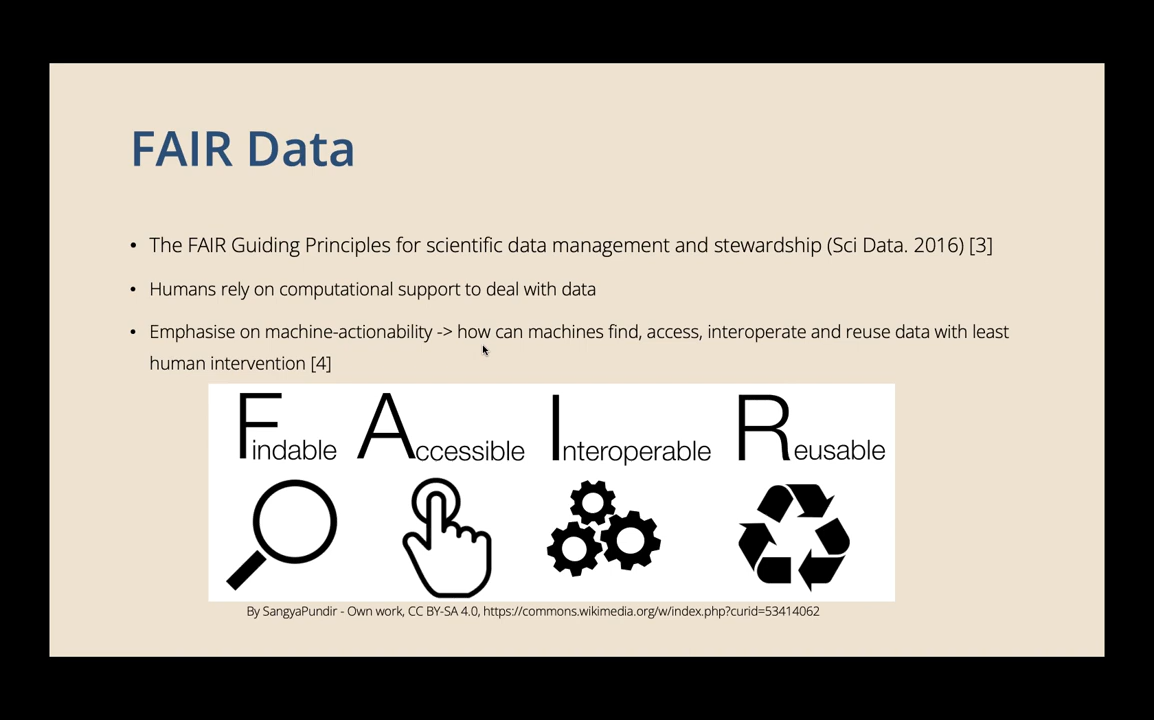 FAIR Data
• The FAIR Guiding Principles for scientific data management and stewardship (Sci Data. 2016) [3]
• Humans rely on computational support to deal with data
• Emphasise on machine-actionability -> how can machines find, access, interoperate and reuse data with least
human intervention [4]
Findable Accessible Interoperable Reusable
By SangyaPundir - Own work, CC BY-SA 4.0, https://commons.wikimedia.org/w/index.php?curid=53414062